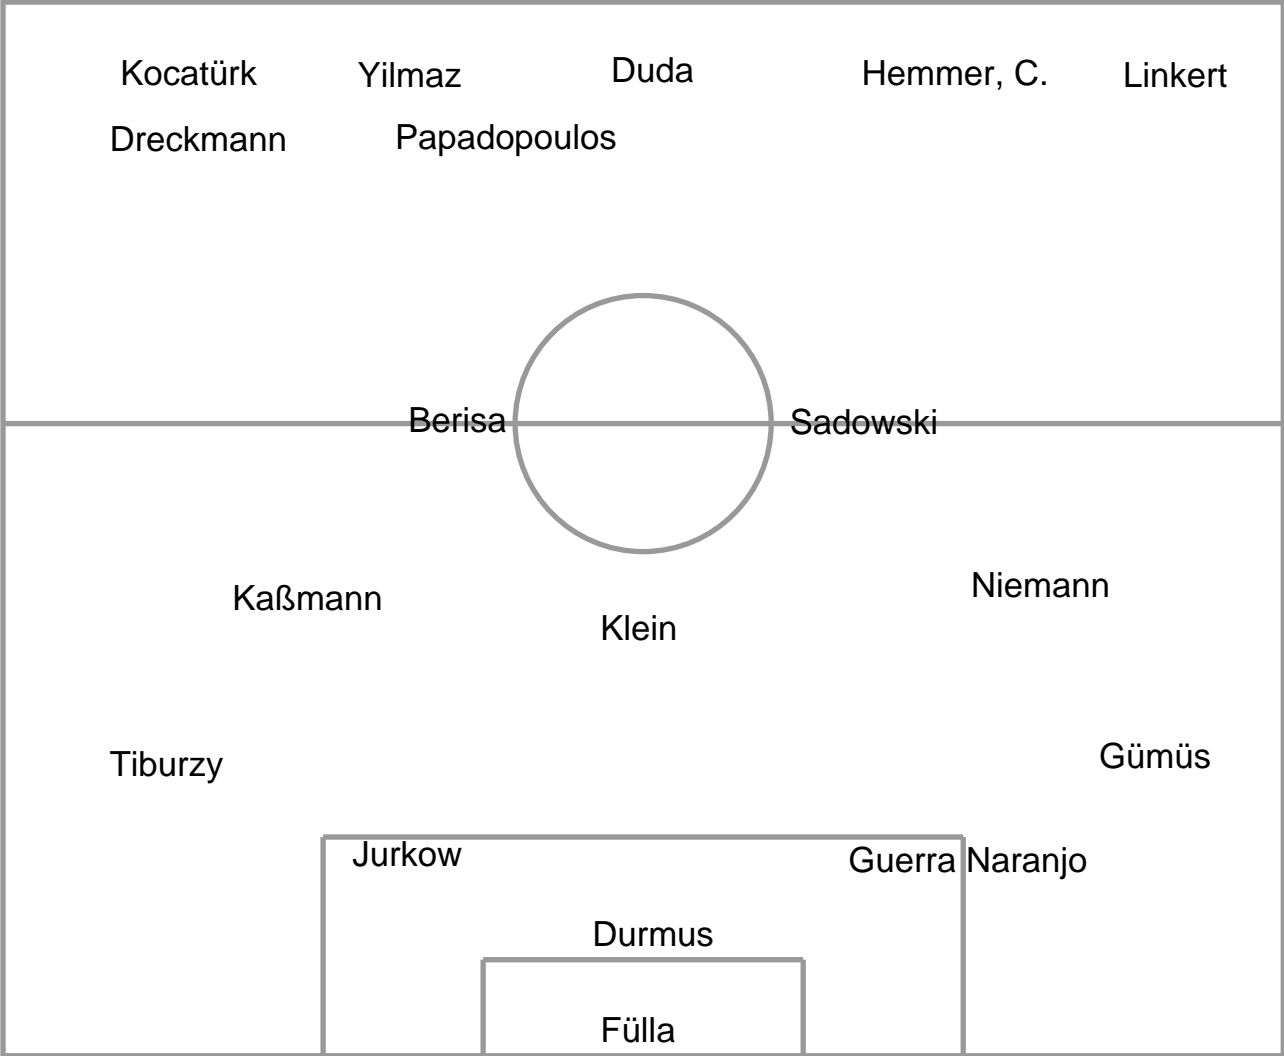 Kocatürk Yilmaz Duda Hemmer, C. Linkert
Dreckmann Papadopoulos
Berisa Sadowski
Kaßmann Niemann
Klein
Tiburzy Gümüs
Jurkow Guerra Naranjo
Durmus
Fülla